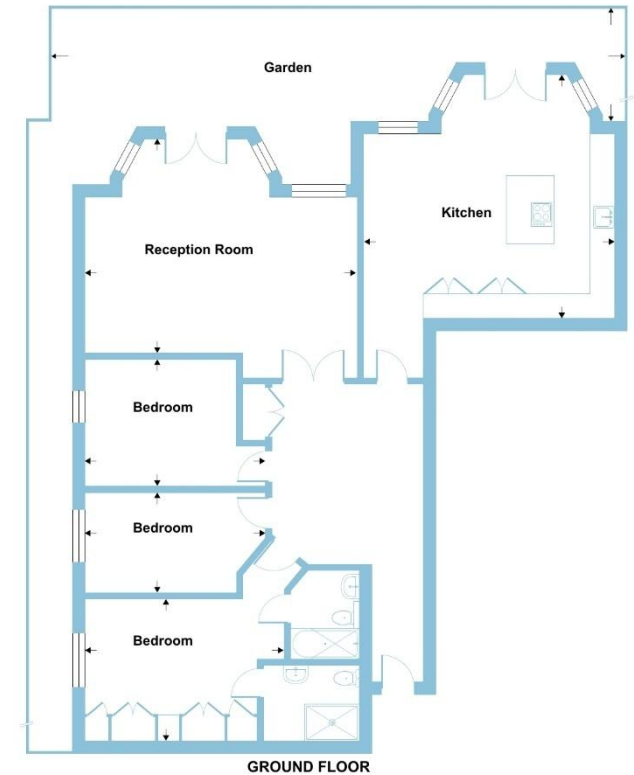 Garden
Kitchen
Reception Room
Bedroom
Bedroom
Bedroom
GROUND FLOOR